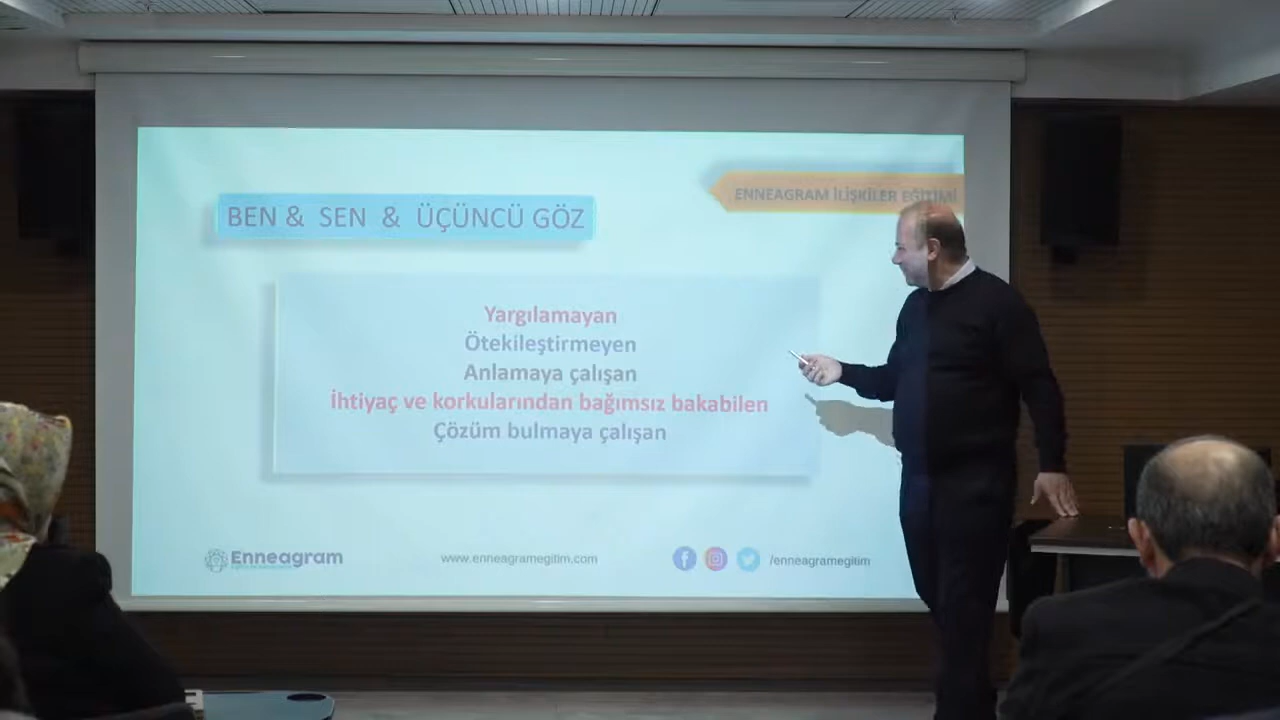 ENNEAGRAM İLİŞKİLER EĞİTİMİ
BEN & SEN & ÜÇÜNCÜ GÖZ
Yargılamayan
Ötekileştirmeyen
Anlamaya çalışan
İhtiyaç ve korkularından bağımsız bakabilen
Çözüm bulmaya çalışan
Enneagram
www.enneagramegitim.com
/enneagramegitim